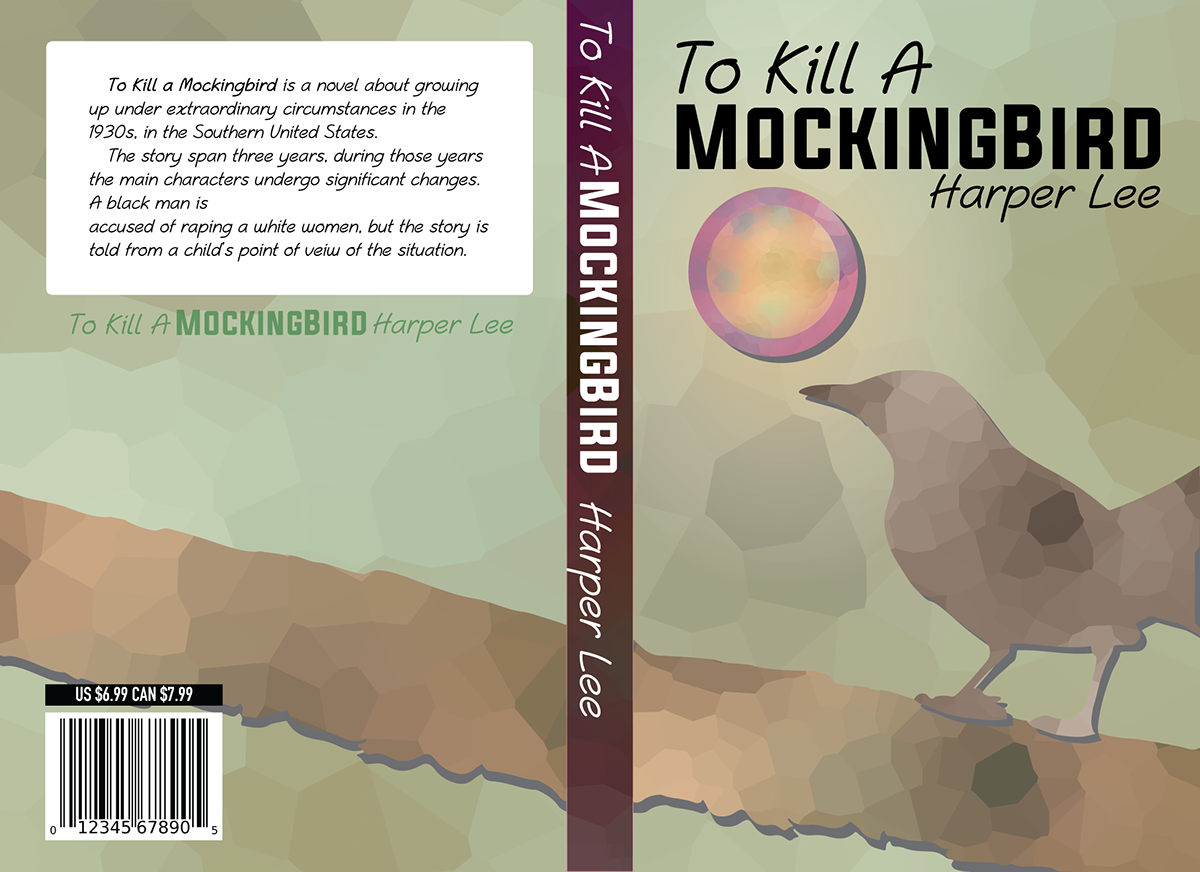 To Kill a Mockingbird is a novel about growing
up under extraordinary circumstances in the
1930s, in the Southern United States.
The story span three years, during those years
the main characters undergo significant changes.
A black man is
accused of raping a white women, but the story is
told from a child's point of veiw of the situation.
To Kill A MOCKINGBIRD Harper Lee
US $6.99 CAN $7.99
0 12345 67890 5
To Kill A MOCKINGBIRD Harper Lee
To Kill A
MOCKINGBIRD
Harper Lee